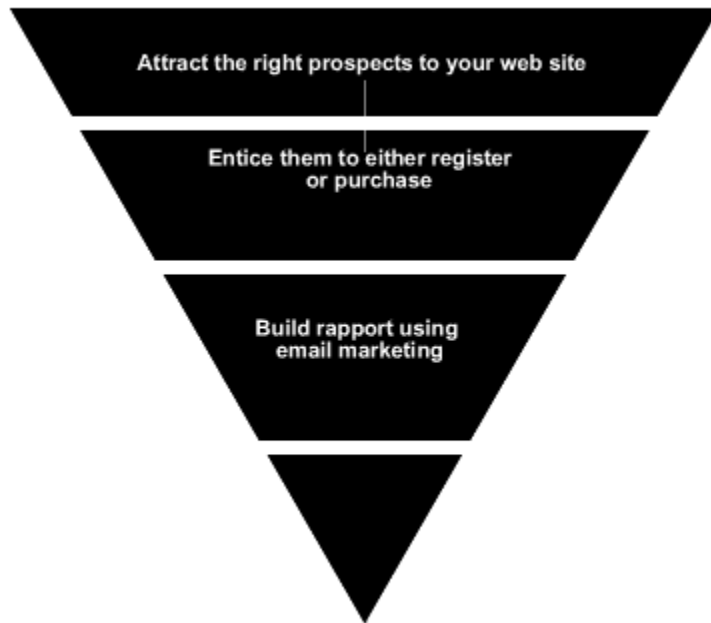 Attract the right prospects to your web site
Entice them to either register
or purchase
Build rapport using
email marketing